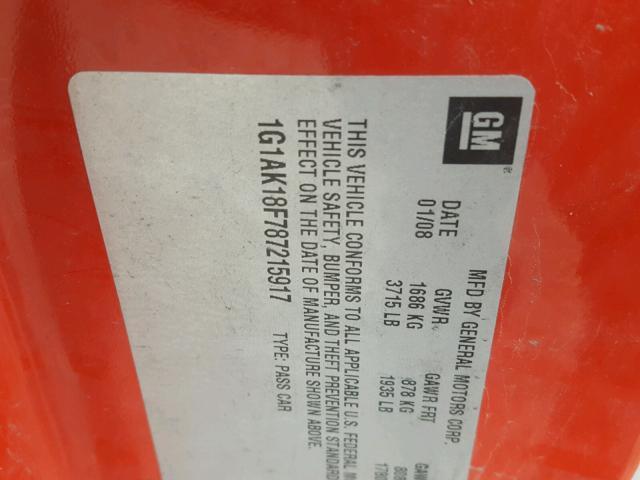 GM
MFD BY GENERAL MOTORS CORP.
DATE GVWR GAWR FRT
01/08 1686 KG 878 KG
3715 LB 1935 LB
THIS VEHICLE CONFORMS TO ALL APPLICABLE U.S. FEDERAL
VEHICLE SAFETY, BUMPER, AND THEFT PREVENTION STANDARD
EFFECT ON THE DATE OF MANUFACTURE SHOWN ABOVE.
1G1AK18F787215917 TYPE: PASS CAR